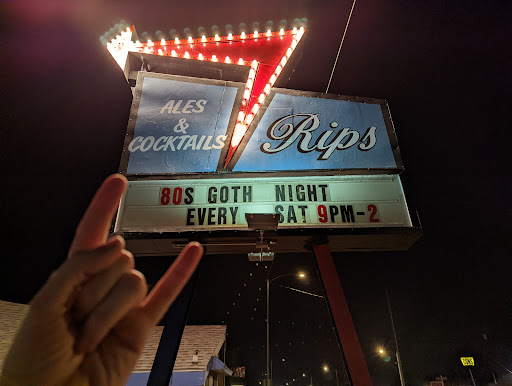 ALES
&
COCKTAILS
Rips
80S GOTH NIGHT
EVERY SAT 9PM-2